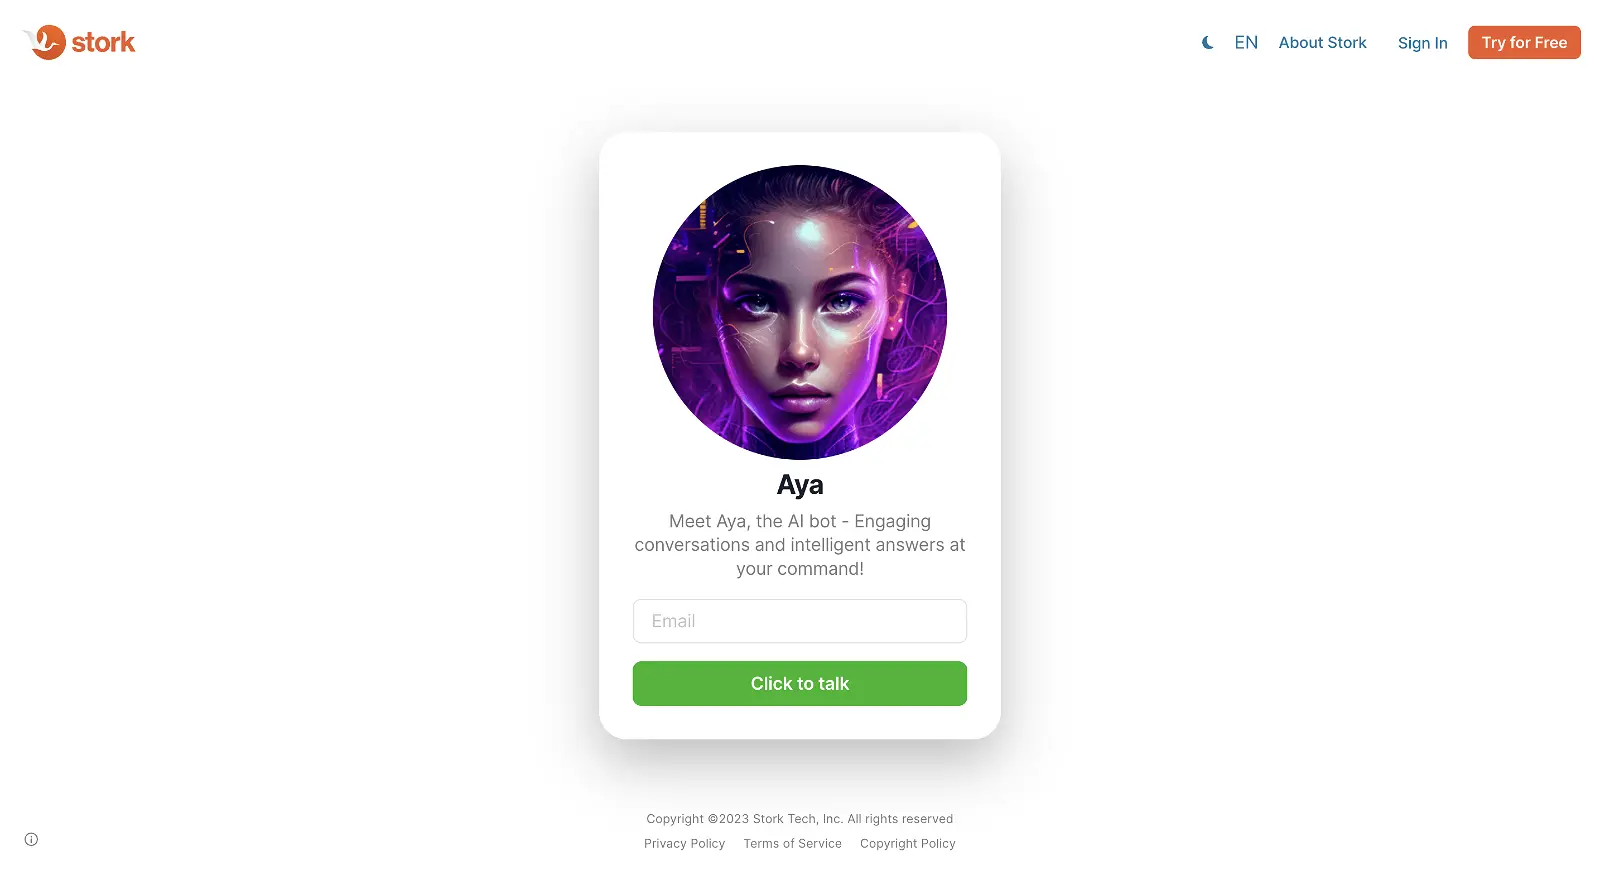 stork
EN
About Stork
Sign In
Try for Free
Aya
Meet Aya, the AI bot - Engaging
conversations and intelligent answers at
your command!
Email
Click to talk
Copyright ©2023 Stork Tech, Inc. All rights reserved
Privacy Policy
Terms of Service
Copyright Policy